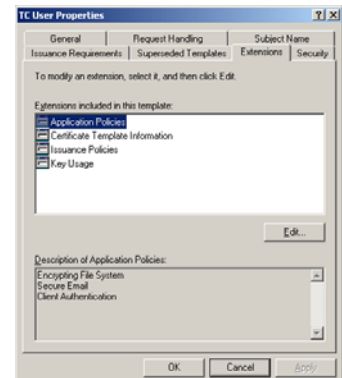 TC User Properties
General Request Handling Subject Name
Issuance Requirements Superseded Templates Extensions Security
To modify an extension, select it, and then click Edit.
Extensions included in this template:
Application Policies
Certificate Template Information
Issuance Policies
Key Usage
Edit...
Description of Application Policies:
Encrypting File System
Secure Email
Client Authentication
OK Cancel Apply